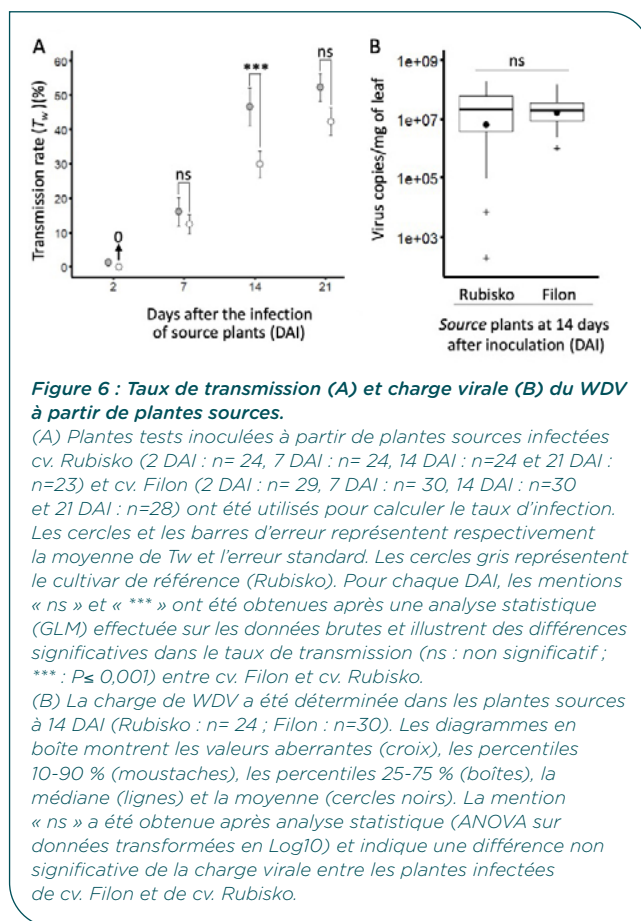 A
B
Transmission rate (Tw)(%)
60
50
40
30
20
10
0
0
ns
***
ns
2
7
14
21
Days after the infection
of source plants (DAI)
Virus copies/mg of leaf
1e+09
1e+07
1e+05
1e+03
ns
Rubisko
Filon
Source plants at 14 days
after inoculation (DAI)
Figure 6 : Taux de transmission (A) et charge virale (B) du WDV
à partir de plantes sources.
(A) Plantes tests inoculées à partir de plantes sources infectées
cv. Rubisko (2 DAI : n= 24, 7 DAI : n= 24, 14 DAI : n=24 et 21 DAI :
n=23) et cv. Filon (2 DAI : n= 29, 7 DAI : n= 30, 14 DAI : n=30
et 21 DAI : n=28) ont été utilisés pour calculer le taux d'infection.
Les cercles et les barres d'erreur représentent respectivement
la moyenne de Tw et l'erreur standard. Les cercles gris représentent
le cultivar de référence (Rubisko). Pour chaque DAI, les mentions
« ns » et « *** » ont été obtenues après une analyse statistique
(GLM) effectuée sur les données brutes et illustrent des différences
significatives dans le taux de transmission (ns : non significatif ;
*** : P≤ 0,001) entre cv. Filon et cv. Rubisko.
(B) La charge de WDV a été déterminée dans les plantes sources
à 14 DAI (Rubisko : n= 24 ; Filon : n=30). Les diagrammes en
boîte montrent les valeurs aberrantes (croix), les percentiles
10-90 % (moustaches), les percentiles 25-75 % (boîtes), la
médiane (lignes) et la moyenne (cercles noirs). La mention
« ns » a été obtenue après analyse statistique (ANOVA sur
données transformées en Log10) et indique une différence non
significative de la charge virale entre les plantes infectées
de cv. Filon et de cv. Rubisko.